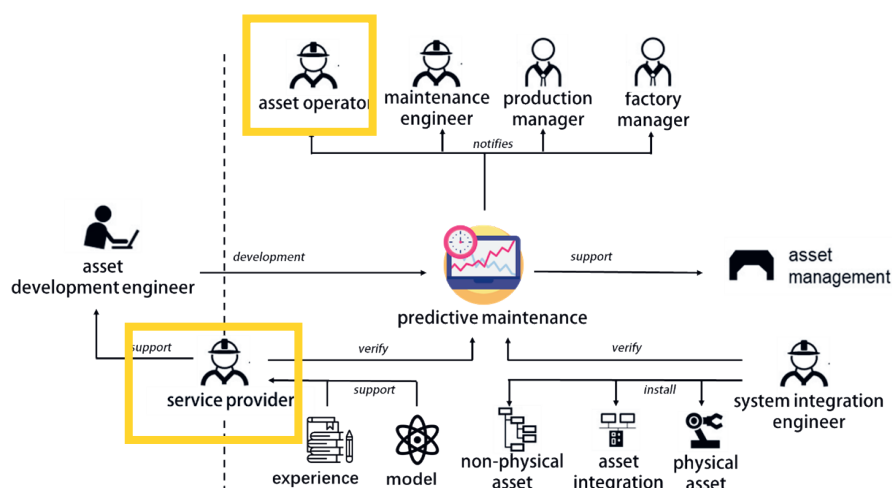 asset operator
maintenance
engineer
production
manager
factory
manager
notifies
asset
development engineer
development
support
asset
management
predictive maintenance
support
verify
verify
service provider
support
install
system integration
engineer
experience
model
non-physical
asset
asset
integration
physical
asset